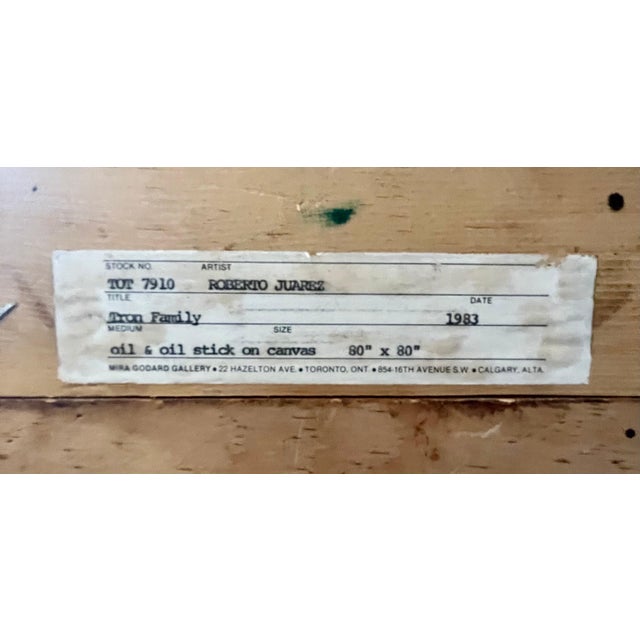 STOCK NO. ARTIST
TOT 7910 ROBERTO JUAREZ
TITLE DATE
Tron Family 1983
MEDIUM SIZE
oil & oil stick on canvas 80" x 80"
MIRA GODARD GALLERY • 22 HAZELTON AVE. • TORONTO, ONT. • 854-16TH AVENUE S.W. • CALGARY, ALTA.